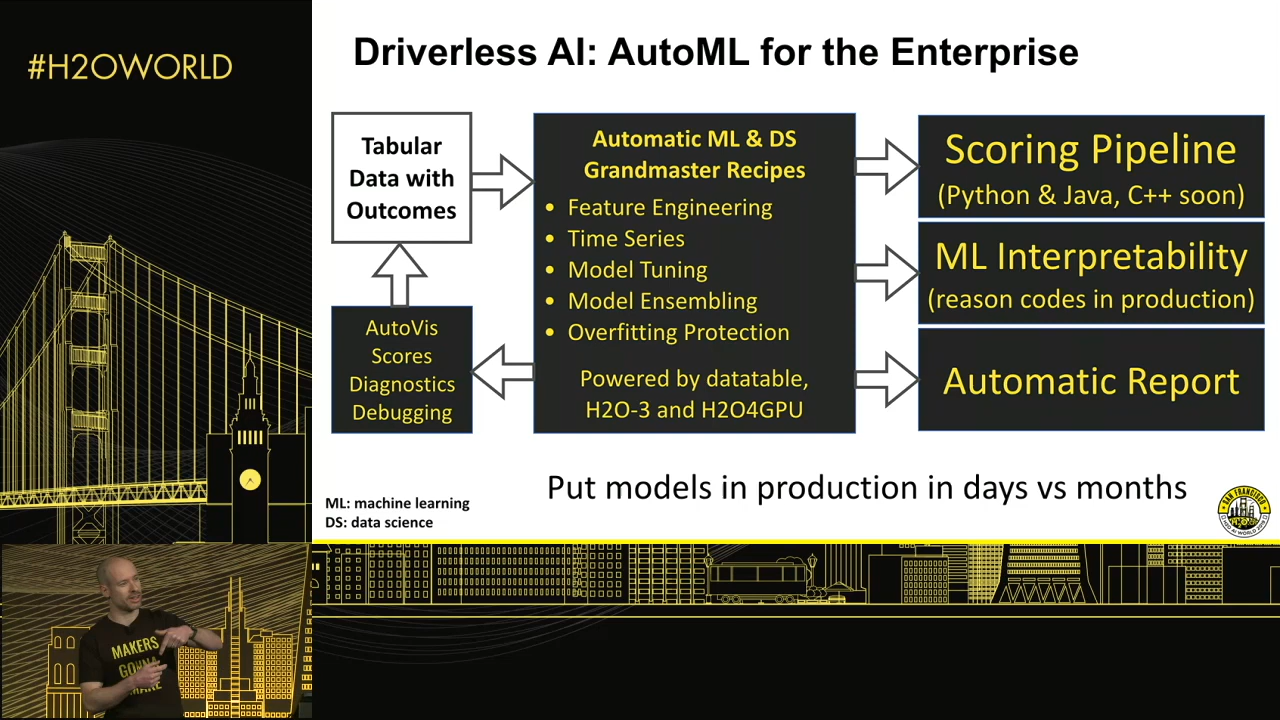 #H2OWORLD
Driverless AI: AutoML for the Enterprise
Tabular
Data with
Outcomes
Automatic ML & DS
Grandmaster Recipes
• Feature Engineering
• Time Series
• Model Tuning
• Model Ensembling
• Overfitting Protection
Powered by datatable,
H2O-3 and H2O4GPU
Scoring Pipeline
(Python & Java, C++ soon)
ML Interpretability
(reason codes in production)
Automatic Report
AutoVis
Scores
Diagnostics
Debugging
Put models in production in days vs months
ML: machine learning
DS: data science
SAN FRANCISCO
MAKERS
GONNA